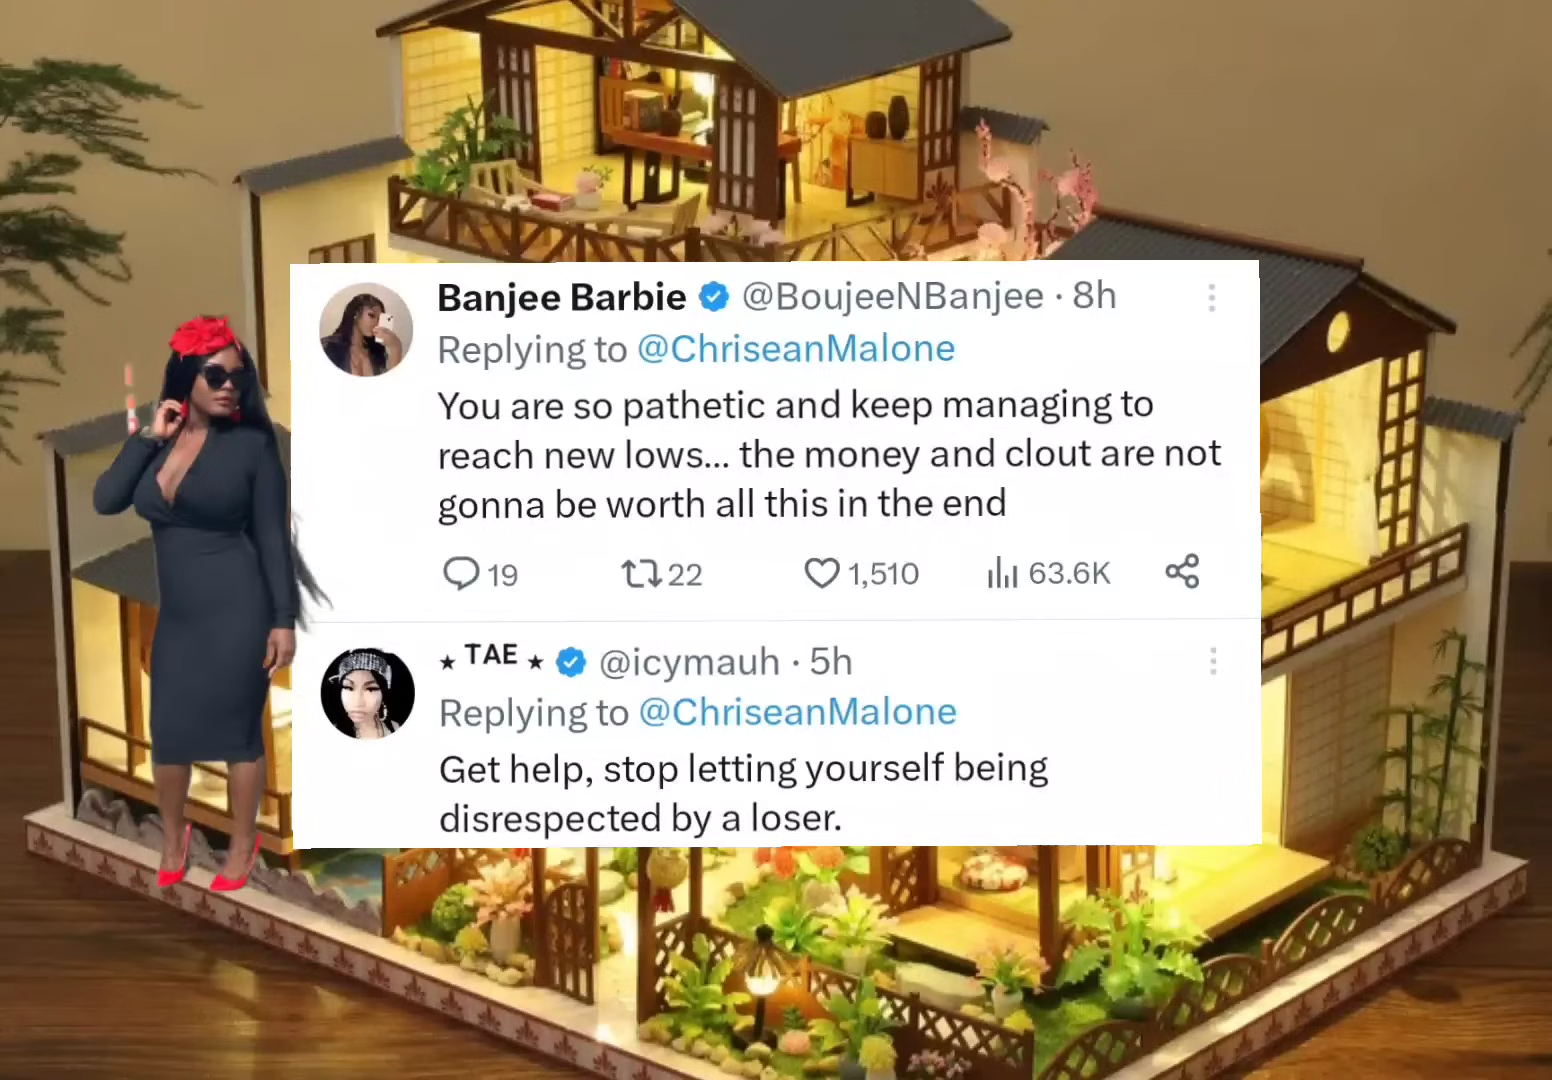 Banjee Barbie @BoujeeNBanjee · 8h
Replying to @ChriseanMalone
You are so pathetic and keep managing to
reach new lows... the money and clout are not
gonna be worth all this in the end
19 22 1,510 63.6K
⋆ TAE ⋆ @icymauh · 5h
Replying to @ChriseanMalone
Get help, stop letting yourself being
disrespected by a loser.